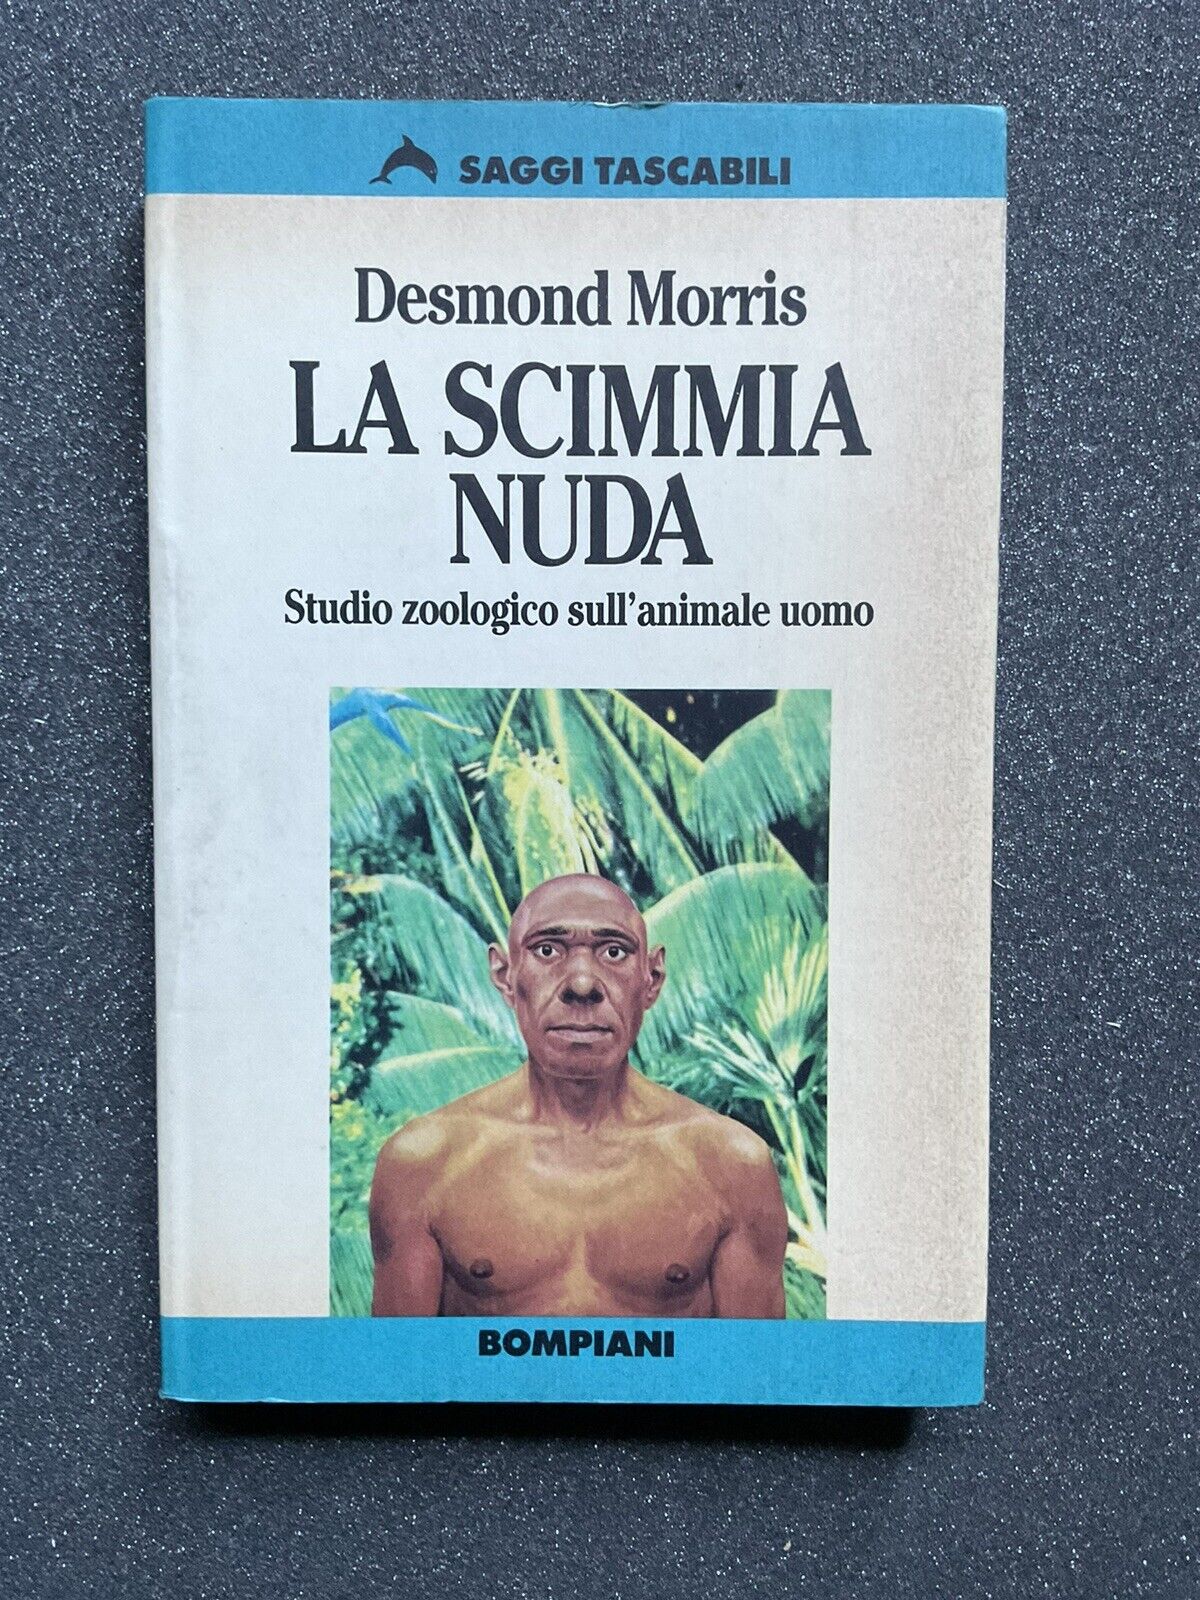 SAGGI TASCABILI
Desmond Morris
LA SCIMMIA
NUDA
Studio zoologico sull'animale uomo
BOMPIANI